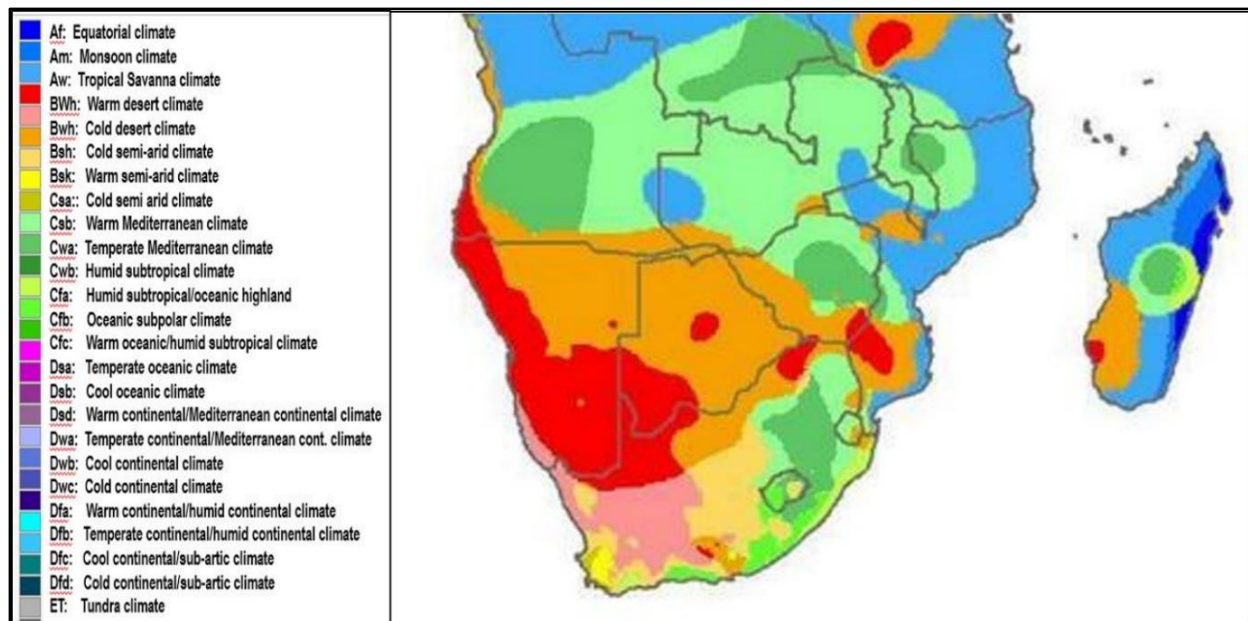 Af: Equatorial climate
Am: Monsoon climate
Aw: Tropical Savanna climate
BWh: Warm desert climate
Bwh: Cold desert climate
Bsh: Cold semi-arid climate
Bsk: Warm semi-arid climate
Csa:: Cold semi arid climate
Csb: Warm Mediterranean climate
Cwa: Temperate Mediterranean climate
Cwb: Humid subtropical climate
Cfa: Humid subtropical/oceanic highland
Cfb: Oceanic subpolar climate
Cfc: Warm oceanic/humid subtropical climate
Dsa: Temperate oceanic climate
Dsb: Cool oceanic climate
Dsd: Warm continental/Mediterranean continental climate
Dwa: Temperate continental/Mediterranean cont. climate
Dwb: Cool continental climate
Dwc: Cold continental climate
Dfa: Warm continental/humid continental climate
Dfb: Temperate continental/humid continental climate
Dfc: Cool continental/sub-artic climate
Dfd: Cold continental/sub-artic climate
ET: Tundra climate